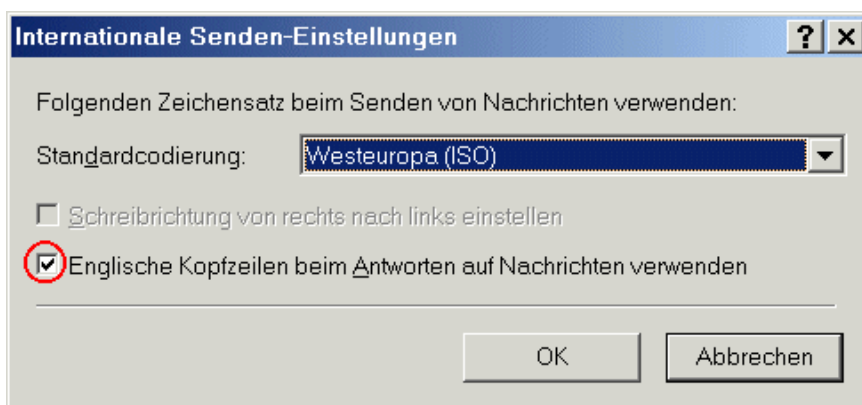 Internationale Senden-Einstellungen
Folgenden Zeichensatz beim Senden von Nachrichten verwenden:
Standardcodierung: Westeuropa (ISO)
Schreibrichtung von rechts nach links einstellen
Englische Kopfzeilen beim Antworten auf Nachrichten verwenden
OK Abbrechen